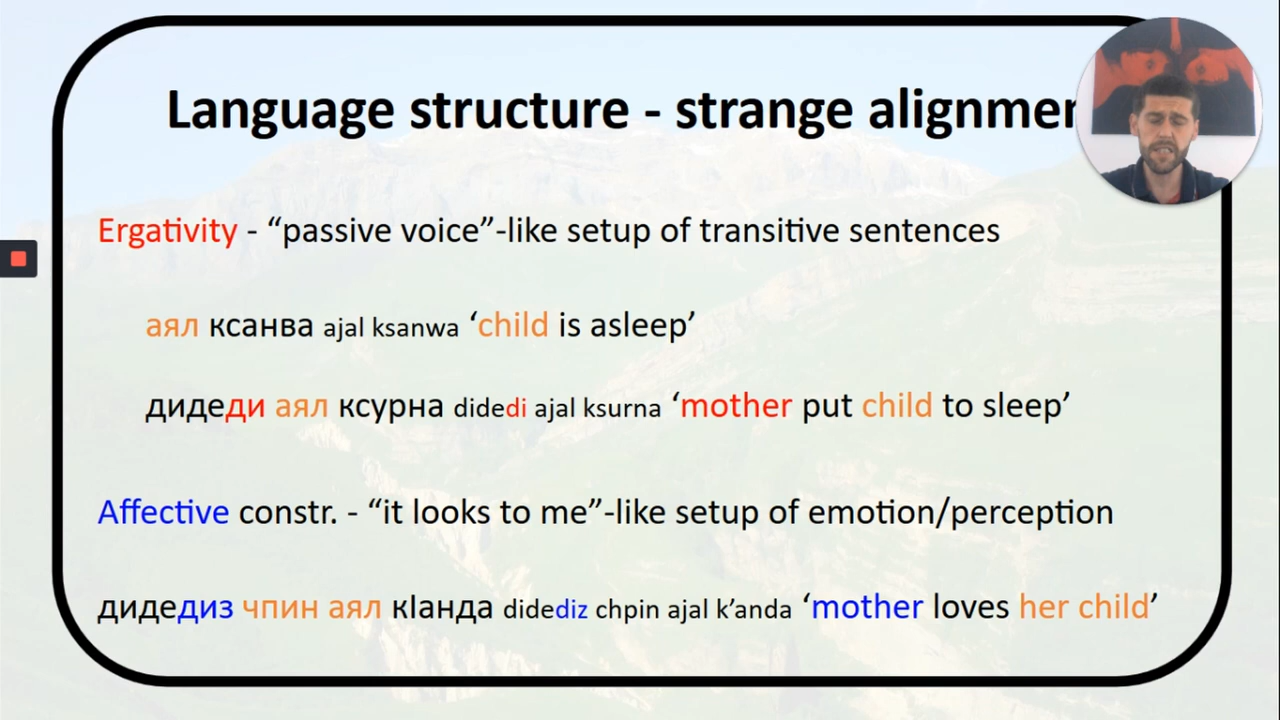 Language structure - strange alignmen
Ergativity - “passive voice”-like setup of transitive sentences
аял ксанва ajal ksanwa ‘child is asleep’
дидеди аял ксурна didedi ajal ksurna ‘mother put child to sleep’
Affective constr. - “it looks to me”-like setup of emotion/perception
дидедиз чпин аял кӀанда didediz chpin ajal k’anda ‘mother loves her child’